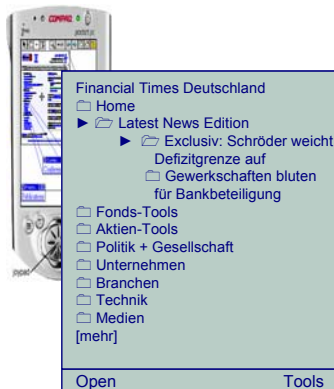 COMPAQ
Financial Times Deutschland
Home
Latest News Edition
Exclusiv: Schröder weicht
Defizitgrenze auf
Gewerkschaften bluten
für Bankbeteiligung
Fonds-Tools
Aktien-Tools
Politik + Gesellschaft
Unternehmen
Branchen
Technik
Medien
[mehr]
Open Tools
joypad